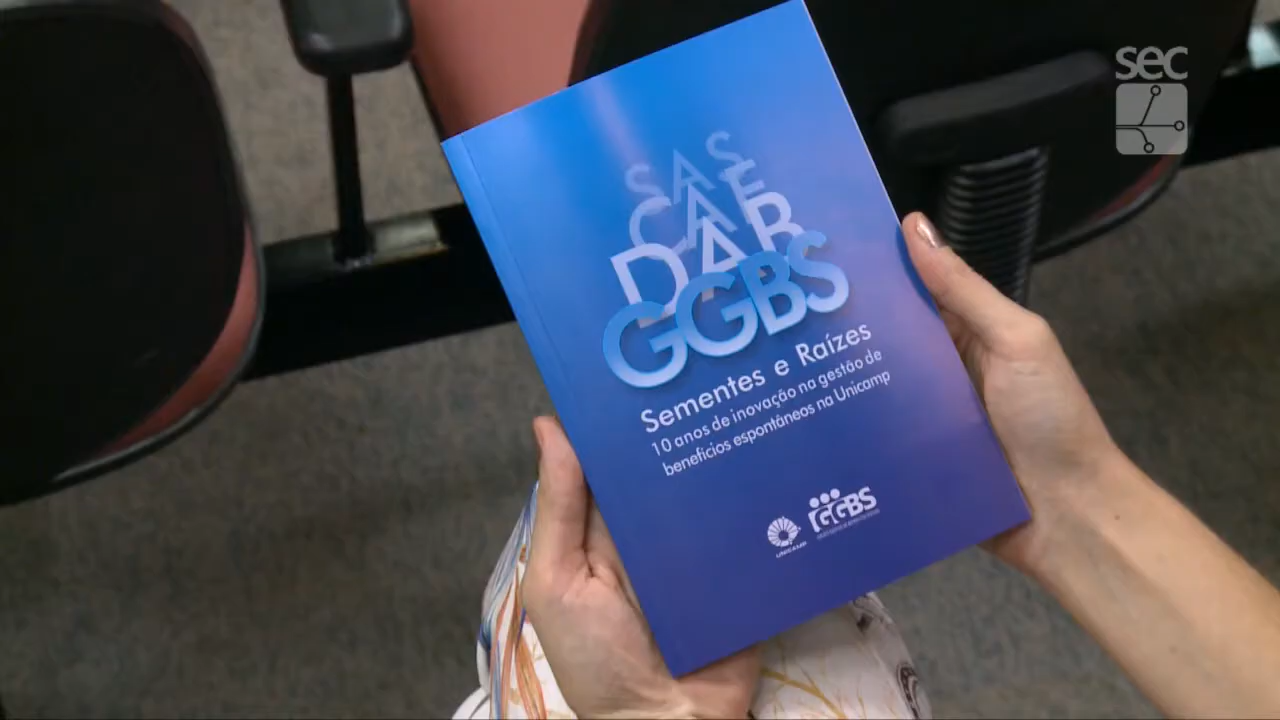 sec
SAS
CAE
DAB
GGBS
Sementes e Raízes
10 anos de inovação na gestão de
benefícios espontâneos na Unicamp
GGBS
UNICAMP